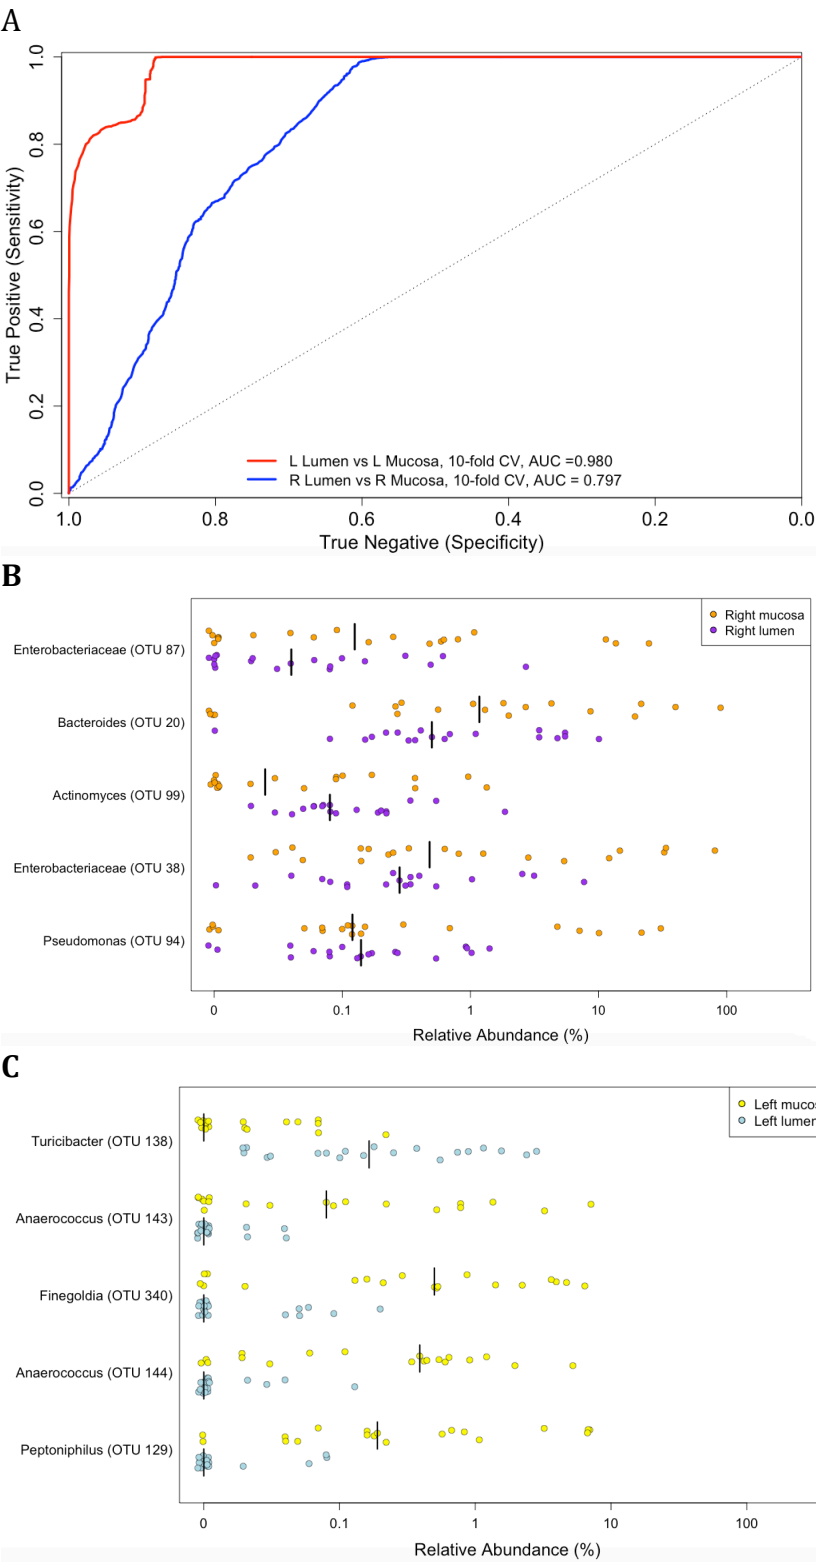 A
True Positive (Sensitivity)
1.0
0.8
0.6
0.4
0.2
0.0
L Lumen vs L Mucosa, 10-fold CV, AUC =0.980
R Lumen vs R Mucosa, 10-fold CV, AUC = 0.797
1.0 0.8 0.6 0.4 0.2 0.0
True Negative (Specificity)
B
Right mucosa
Right lumen
Enterobacteriaceae (OTU 87)
Bacteroides (OTU 20)
Actinomyces (OTU 99)
Enterobacteriaceae (OTU 38)
Pseudomonas (OTU 94)
0 0.1 1 10 100
Relative Abundance (%)
C
Left mucos
Left lumen
Turicibacter (OTU 138)
Anaerococcus (OTU 143)
Finegoldia (OTU 340)
Anaerococcus (OTU 144)
Peptoniphilus (OTU 129)
0 0.1 1 10 100
Relative Abundance (%)